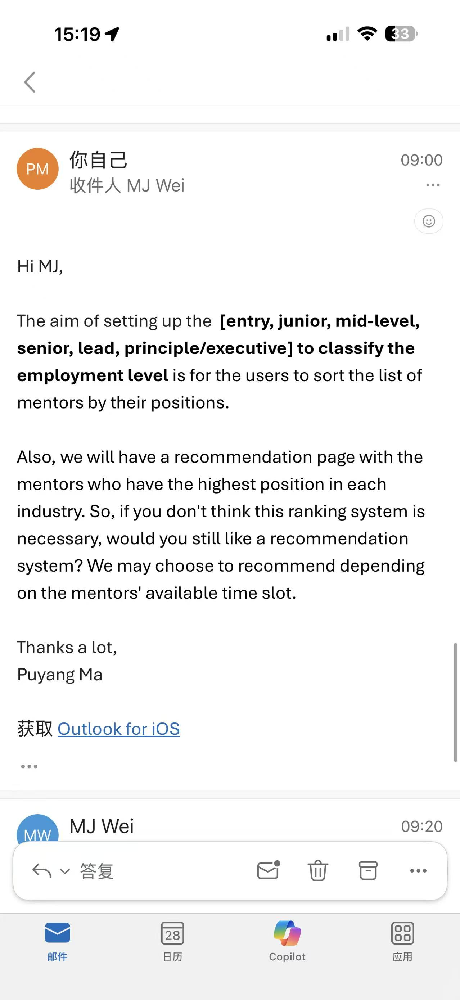 15:19
33
PM
你自己
09:00
收件人 MJ Wei
Hi MJ,
The aim of setting up the [entry, junior, mid-level,
senior, lead, principle/executive] to classify the
employment level is for the users to sort the list of
mentors by their positions.
Also, we will have a recommendation page with the
mentors who have the highest position in each
industry. So, if you don't think this ranking system is
necessary, would you still like a recommendation
system? We may choose to recommend depending
on the mentors' available time slot.
Thanks a lot,
Puyang Ma
获取 Outlook for iOS
MW
MJ Wei
09:20
答复
邮件
28
日历
Copilot
应用